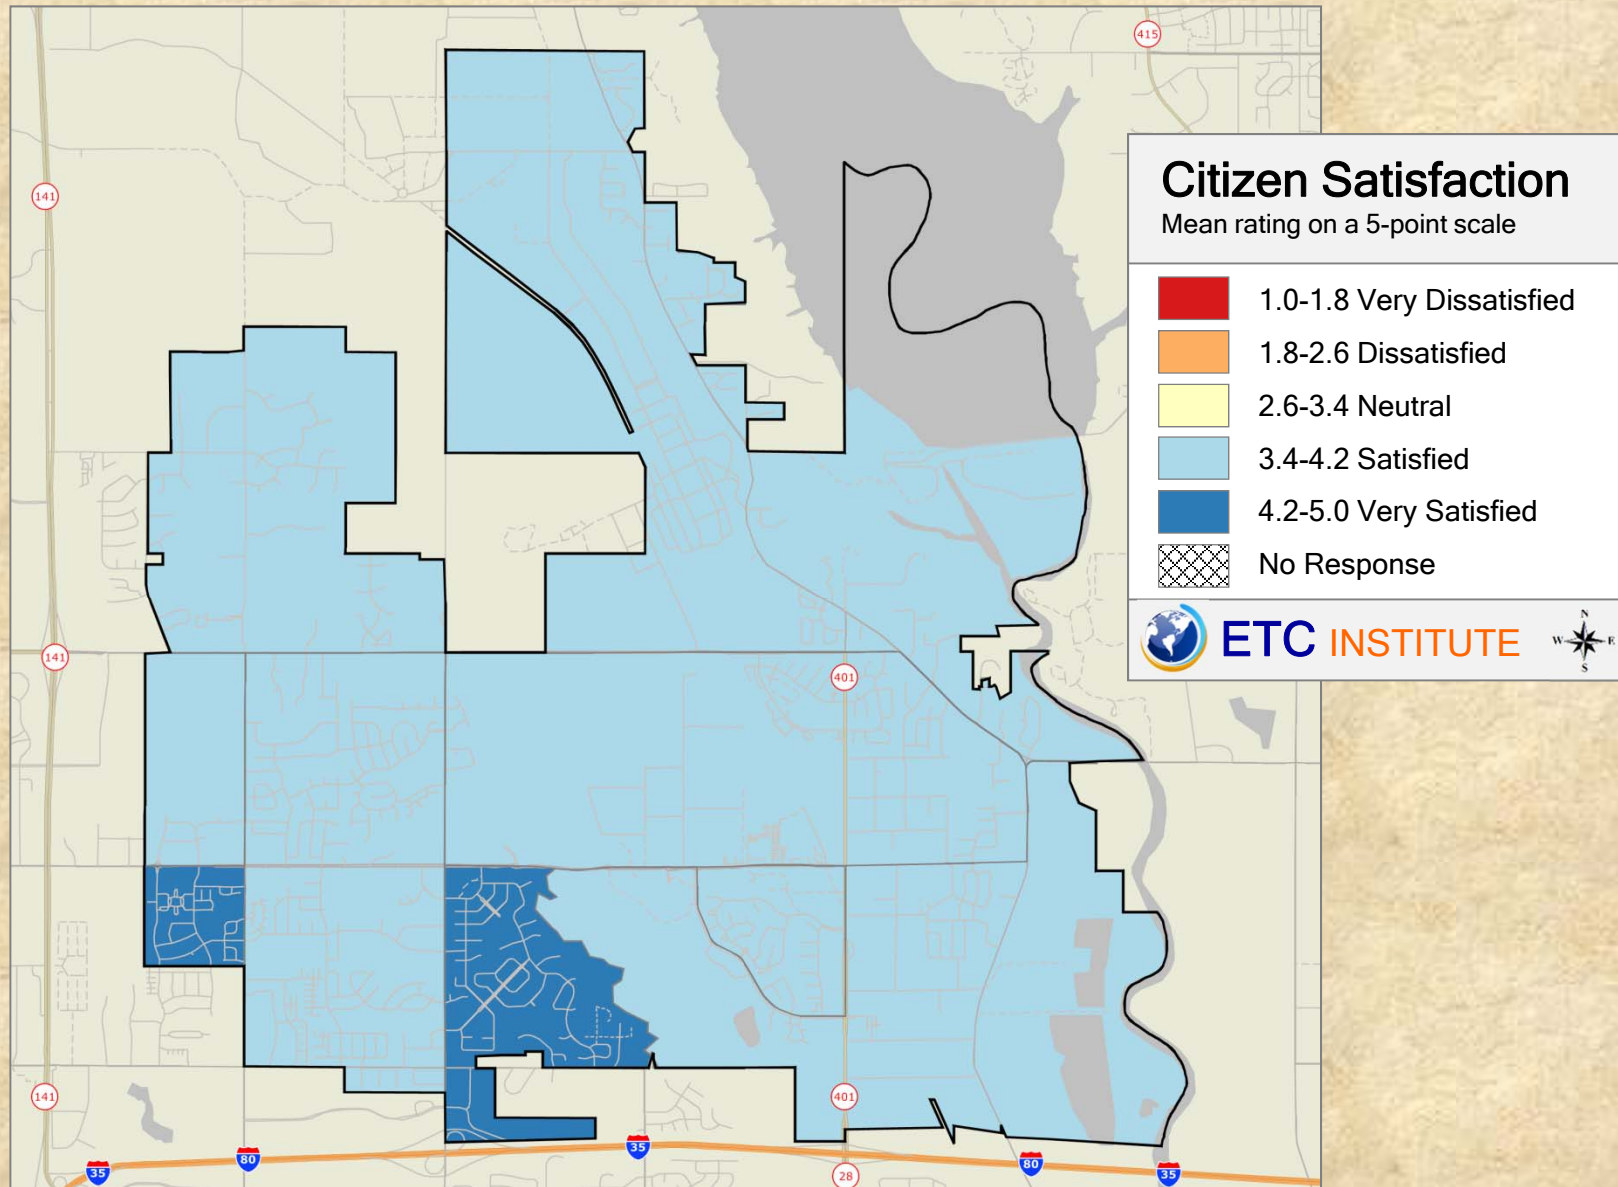 415
141
Citizen Satisfaction
Mean rating on a 5-point scale
1.0-1.8 Very Dissatisfied
1.8-2.6 Dissatisfied
2.6-3.4 Neutral
3.4-4.2 Satisfied
4.2-5.0 Very Satisfied
No Response
ETC INSTITUTE
N
W E
S
141
401
141
401
35
80
35
80
35
28